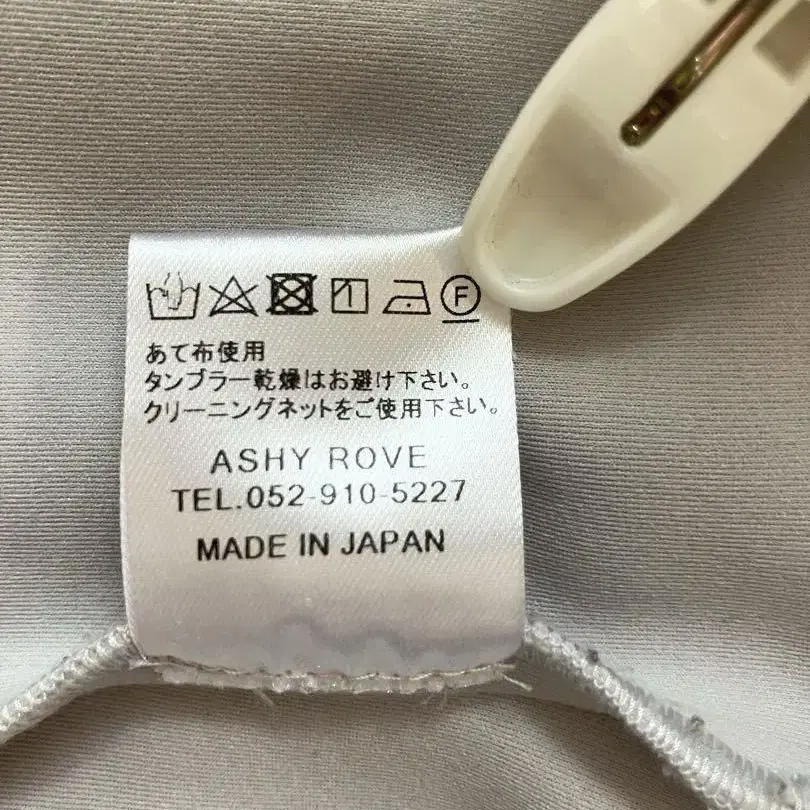 F
あて布使用
タンブラー乾燥はお避け下さい。
クリーニングネットをご使用下さい。
ASHY ROVE
TEL.052-910-5227
MADE IN JAPAN